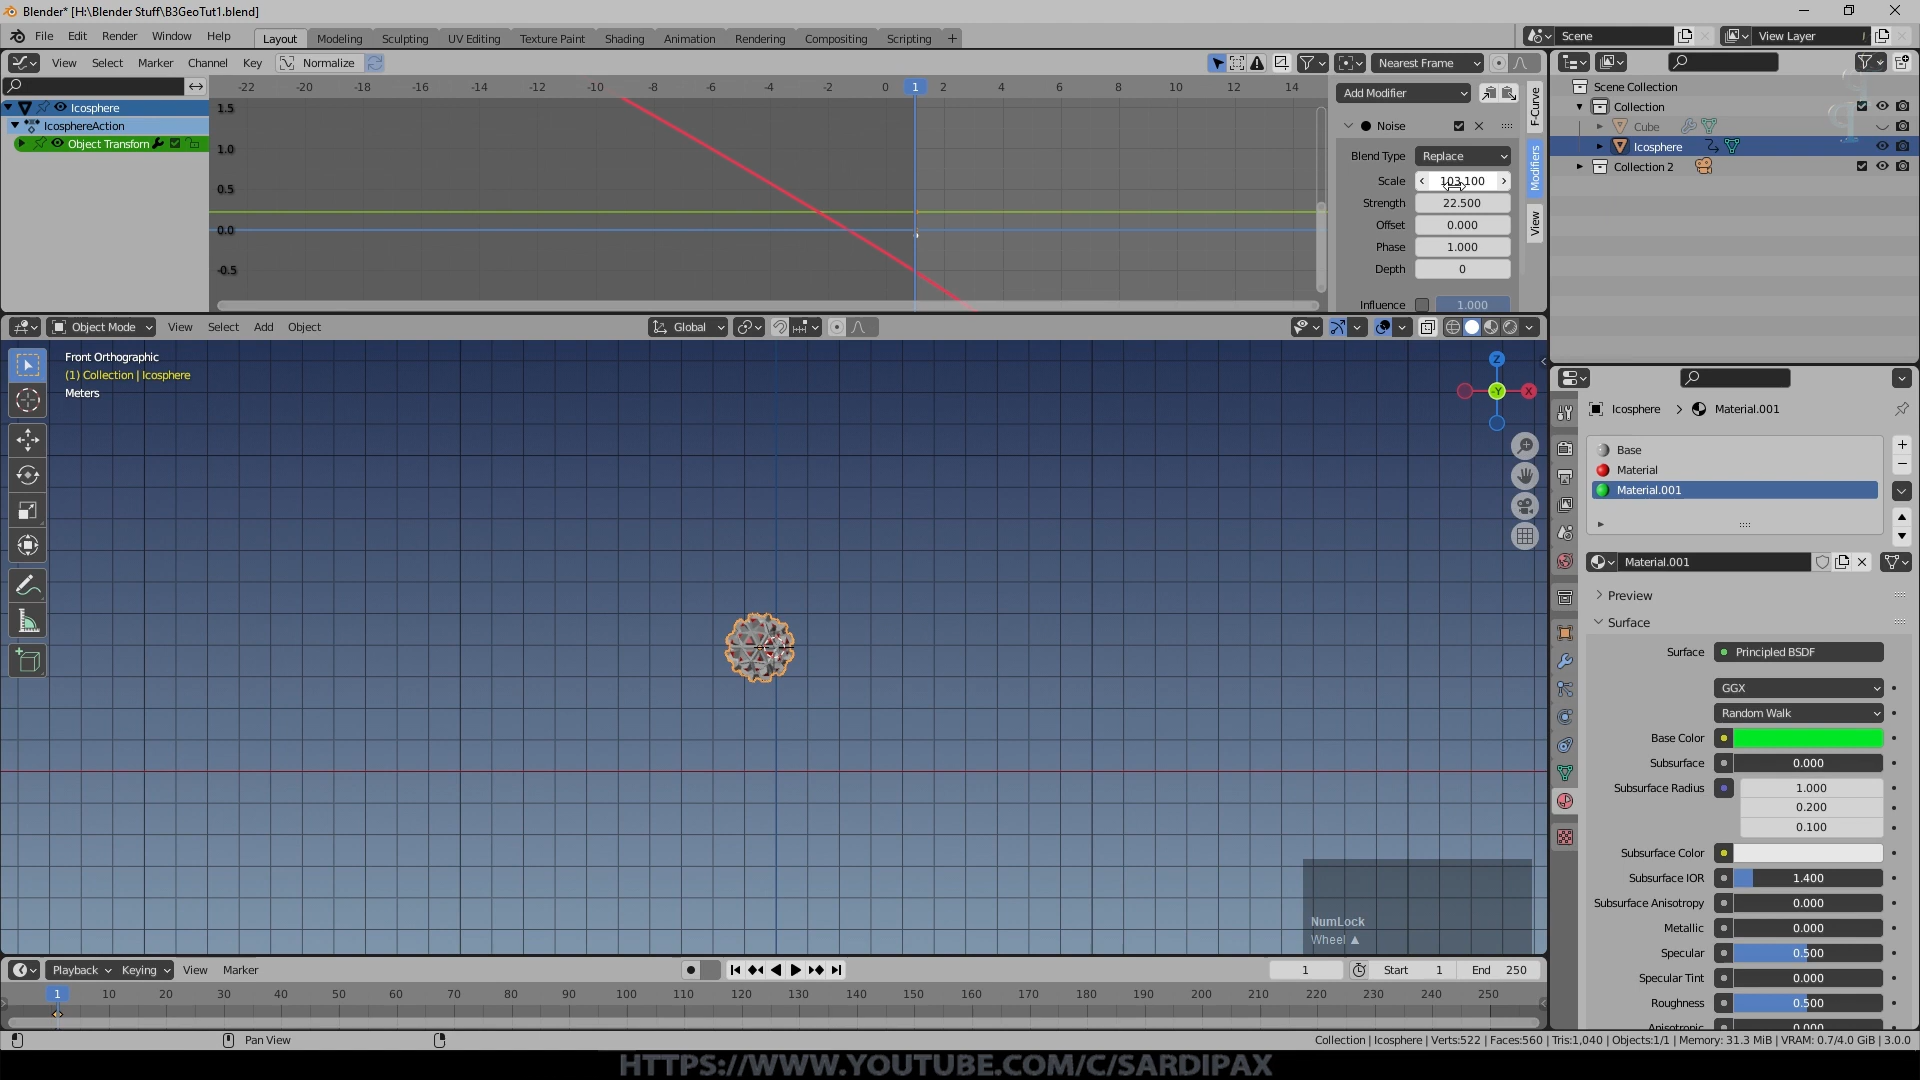 Blender* [H:\Blender Stuff\B3GeoTut1.blend]
File Edit Render Window Help
Layout Modeling Sculpting UV Editing Texture Paint Shading Animation Rendering Compositing Scripting +
Scene View Layer
View Select Marker Channel Key Normalize Nearest Frame
-22 -20 -18 -16 -14 -12 -10 -8 -6 -4 -2 0 1 2 4 6 8 10 12 14
Icosphere
IcosphereAction
Object Transform
1.5
1.0
0.5
0.0
-0.5
Add Modifier
Noise
Blend Type Replace
Scale 103.100
Strength 22.500
Offset 0.000
Phase 1.000
Depth 0
Influence 1.000
F-Curve
Modifiers
View
Scene Collection
Collection
Cube
Icosphere
Collection 2
Object Mode View Select Add Object Global
Front Orthographic
(1) Collection | Icosphere
Meters
Z
Y
X
NumLock
Wheel ▲
Icosphere > Material.001
Base
Material
Material.001
Material.001
Preview
Surface
Surface Principled BSDF
GGX
Random Walk
Base Color
Subsurface 0.000
Subsurface Radius 1.000
0.200
0.100
Subsurface Color
Subsurface IOR 1.400
Subsurface Anisotropy 0.000
Metallic 0.000
Specular 0.500
Specular Tint 0.000
Roughness 0.500
Anisotropic 0.000
Playback Keying View Marker 1 Start 1 End 250
1 10 20 30 40 50 60 70 80 90 100 110 120 130 140 150 160 170 180 190 200 210 220 230 240 250
Pan View
Collection | Icosphere | Verts:522 | Faces:560 | Tris:1,040 | Objects:1/1 | Memory: 31.3 MiB | VRAM: 0.7/4.0 GiB | 3.0.0
HTTPS://WWW.YOUTUBE.COM/C/SARDIPAX